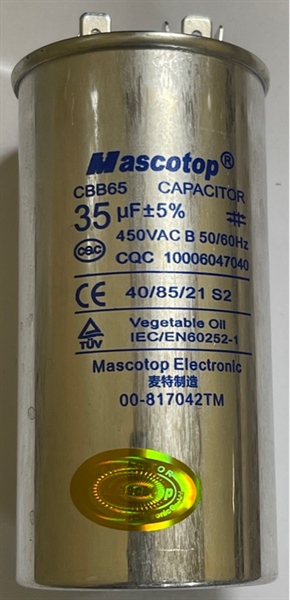 Mascotop®
CBB65 CAPACITOR
35 µF±5%
450VAC B 50/60Hz
CQC CQC 10006047040
CE 40/85/21 S2
TÜV Vegetable Oil
IEC/EN60252-1
Mascotop Electronic
麦特制造
00-817042TM